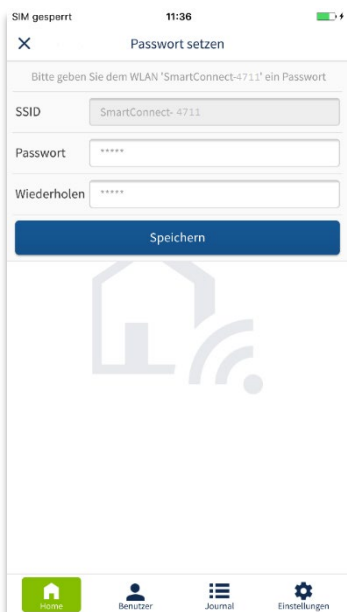 SIM gesperrt 11:36
Passwort setzen
Bitte geben Sie dem WLAN 'SmartConnect-4711' ein Passwort
SSID SmartConnect- 4711
Passwort *****
Wiederholen *****
Speichern
Home Benutzer Journal Einstellungen